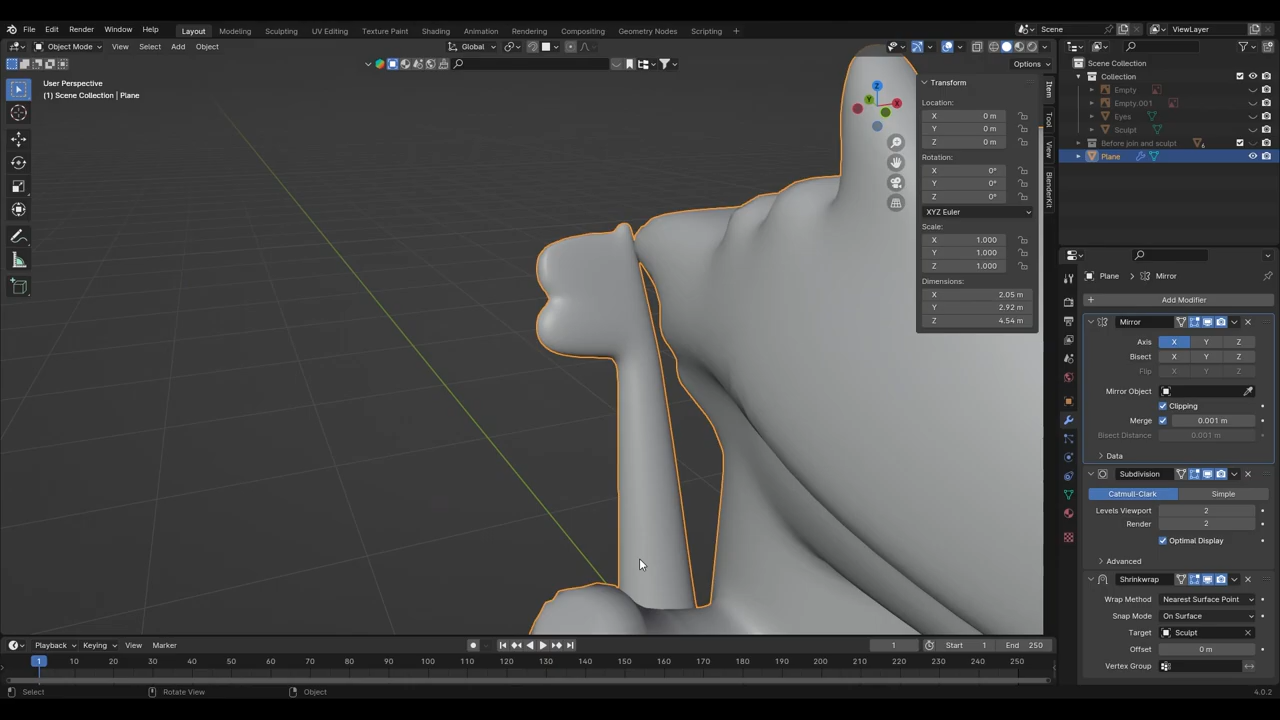 File Edit Render Window Help Layout Modeling Sculpting UV Editing Texture Paint Shading Animation Rendering Compositing Geometry Nodes Scripting + Scene ViewLayer
Object Mode View Select Add Object Global
Options
User Perspective
(1) Scene Collection | Plane
Transform
Location:
X 0 m
Y 0 m
Z 0 m
Rotation:
X 0°
Y 0°
Z 0°
XYZ Euler
Scale:
X 1.000
Y 1.000
Z 1.000
Dimensions:
X 2.05 m
Y 2.92 m
Z 4.54 m
Item
Tool
View
BlenderKit
Z
Y
X
Scene Collection
Collection
Empty
Empty.001
Eyes
Sculpt
Before join and sculpt 6
Plane
Plane > Mirror
Add Modifier
Mirror
Axis X Y Z
Bisect X Y Z
Flip X Y Z
Mirror Object
Clipping
Merge 0.001 m
Bisect Distance 0.001 m
Data
Subdivision
Catmull-Clark Simple
Levels Viewport 2
Render 2
Optimal Display
Advanced
Shrinkwrap
Wrap Method Nearest Surface Point
Snap Mode On Surface
Target Sculpt
Offset 0 m
Vertex Group
Playback Keying View Marker 1 Start 1 End 250
1 10 20 30 40 50 60 70 80 90 100 110 120 130 140 150 160 170 180 190 200 210 220 230 240 250
Select Rotate View Object 4.0.2